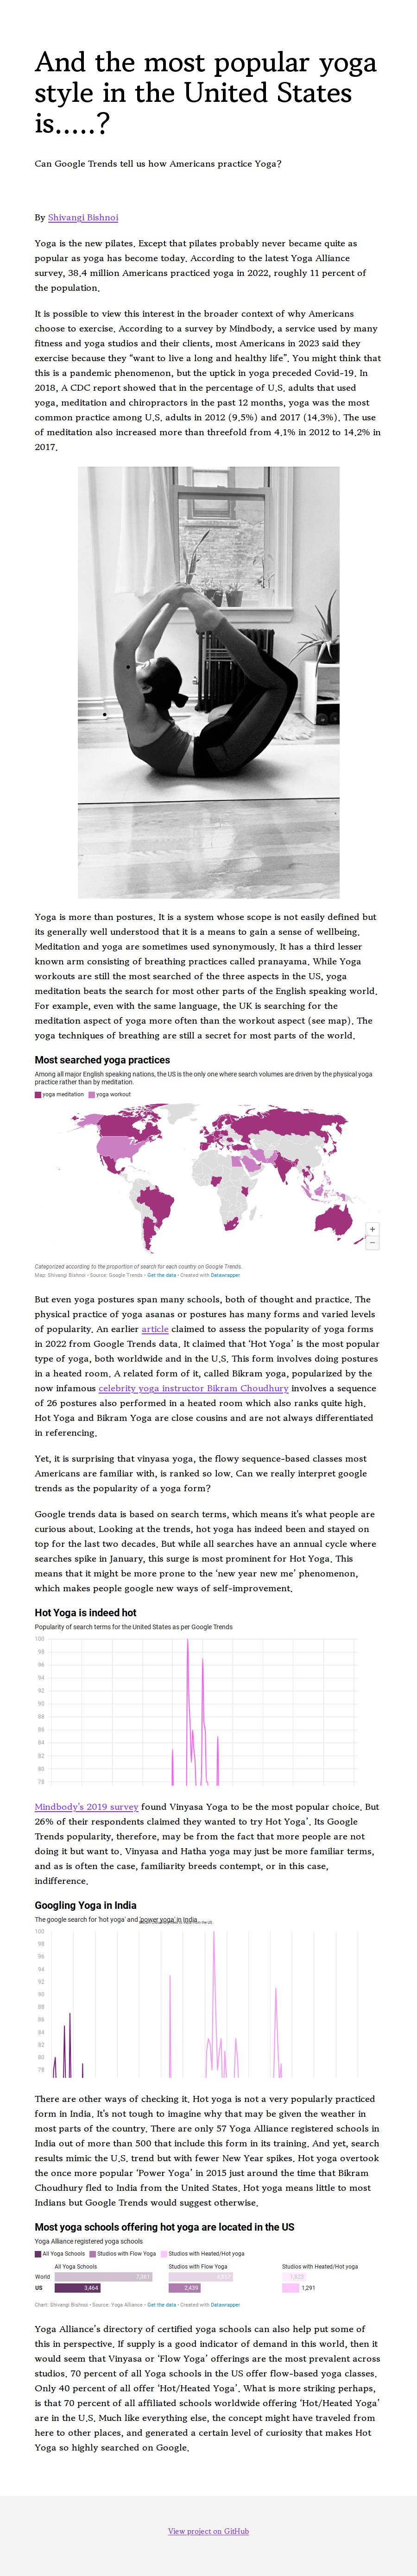 And the most popular yoga
style in the United States
is.....?
Can Google Trends tell us how Americans practice Yoga?
By Shivangi Bishnoi
Yoga is the new pilates. Except that pilates probably never became quite as
popular as yoga has become today. According to the latest Yoga Alliance
survey, 38.4 million Americans practiced yoga in 2022, roughly 11 percent of
the population.
It is possible to view this interest in the broader context of why Americans
choose to exercise. According to a survey by Mindbody, a service used by many
fitness and yoga studios and their clients, most Americans in 2023 said they
exercise because they “want to live a long and healthy life”. You might think that
this is a pandemic phenomenon, but the uptick in yoga preceded Covid-19. In
2018, A CDC report showed that in the percentage of U.S. adults that used
yoga, meditation and chiropractors in the past 12 months, yoga was the most
common practice among U.S. adults in 2012 (9.5%) and 2017 (14.3%). The use
of meditation also increased more than threefold from 4.1% in 2012 to 14.2% in
2017.
Yoga is more than postures. It is a system whose scope is not easily defined but
its generally well understood that it is a means to gain a sense of wellbeing.
Meditation and yoga are sometimes used synonymously. It has a third lesser
known arm consisting of breathing practices called pranayama. While Yoga
workouts are still the most searched of the three aspects in the US, yoga
meditation beats the search for most other parts of the English speaking world.
For example, even with the same language, the UK is searching for the
meditation aspect of yoga more often than the workout aspect (see map). The
yoga techniques of breathing are still a secret for most parts of the world.
Most searched yoga practices
Among all major English speaking nations, the US is the only one where search volumes are driven by the physical yoga
practice rather than by meditation.
yoga meditation yoga workout
+
−
Categorized according to the proportion of search for each country on Google Trends.
Map: Shivangi Bishnoi • Source: Google Trends • Get the data • Created with Datawrapper
But even yoga postures span many schools, both of thought and practice. The
physical practice of yoga asanas or postures has many forms and varied levels
of popularity. An earlier article claimed to assess the popularity of yoga forms
in 2022 from Google Trends data. It claimed that ‘Hot Yoga’ is the most popular
type of yoga, both worldwide and in the U.S. This form involves doing postures
in a heated room. A related form of it, called Bikram yoga, popularized by the
now infamous celebrity yoga instructor Bikram Choudhury involves a sequence
of 26 postures also performed in a heated room which also ranks quite high.
Hot Yoga and Bikram Yoga are close cousins and are not always differentiated
in referencing.
Yet, it is surprising that vinyasa yoga, the flowy sequence-based classes most
Americans are familiar with, is ranked so low. Can we really interpret google
trends as the popularity of a yoga form?
Google trends data is based on search terms, which means it's what people are
curious about. Looking at the trends, hot yoga has indeed been and stayed on
top for the last two decades. But while all searches have an annual cycle where
searches spike in January, this surge is most prominent for Hot Yoga. This
means that it might be more prone to the ‘new year new me’ phenomenon,
which makes people google new ways of self-improvement.
Hot Yoga is indeed hot
Popularity of search terms for the United States as per Google Trends
100
98
96
94
92
90
88
86
84
82
80
78
Mindbody's 2019 survey found Vinyasa Yoga to be the most popular choice. But
26% of their respondents claimed they wanted to try Hot Yoga’. Its Google
Trends popularity, therefore, may be from the fact that more people are not
doing it but want to. Vinyasa and Hatha yoga may just be more familiar terms,
and as is often the case, familiarity breeds contempt, or in this case,
indifference.
Googling Yoga in India
The google search for 'hot yoga' and 'power yoga' in India
100
98
96
94
92
90
88
86
84
82
80
78
There are other ways of checking it. Hot yoga is not a very popularly practiced
form in India. It's not tough to imagine why that may be given the weather in
most parts of the country. There are only 57 Yoga Alliance registered schools in
India out of more than 500 that include this form in its training. And yet, search
results mimic the U.S. trend but with fewer New Year spikes. Hot yoga overtook
the once more popular ‘Power Yoga’ in 2015 just around the time that Bikram
Choudhury fled to India from the United States. Hot yoga means little to most
Indians but Google Trends would suggest otherwise.
Most yoga schools offering hot yoga are located in the US
Yoga Alliance registered yoga schools
All Yoga Schools Studios with Flow Yoga Studios with Heated/Hot yoga
All Yoga Schools Studios with Flow Yoga Studios with Heated/Hot yoga
World
US 3,464 2,439 1,291
Chart: Shivangi Bishnoi • Source: Yoga Alliance • Get the data • Created with Datawrapper
Yoga Alliance's directory of certified yoga schools can also help put some of
this in perspective. If supply is a good indicator of demand in this world, then it
would seem that Vinyasa or ‘Flow Yoga’ offerings are the most prevalent across
studios. 70 percent of all Yoga schools in the US offer flow-based yoga classes.
Only 40 percent of all offer ‘Hot/Heated Yoga’. What is more striking perhaps,
is that 70 percent of all affiliated schools worldwide offering ‘Hot/Heated Yoga’
are in the U.S. Much like everything else, the concept might have traveled from
here to other places, and generated a certain level of curiosity that makes Hot
Yoga so highly searched on Google.
View project on GitHub